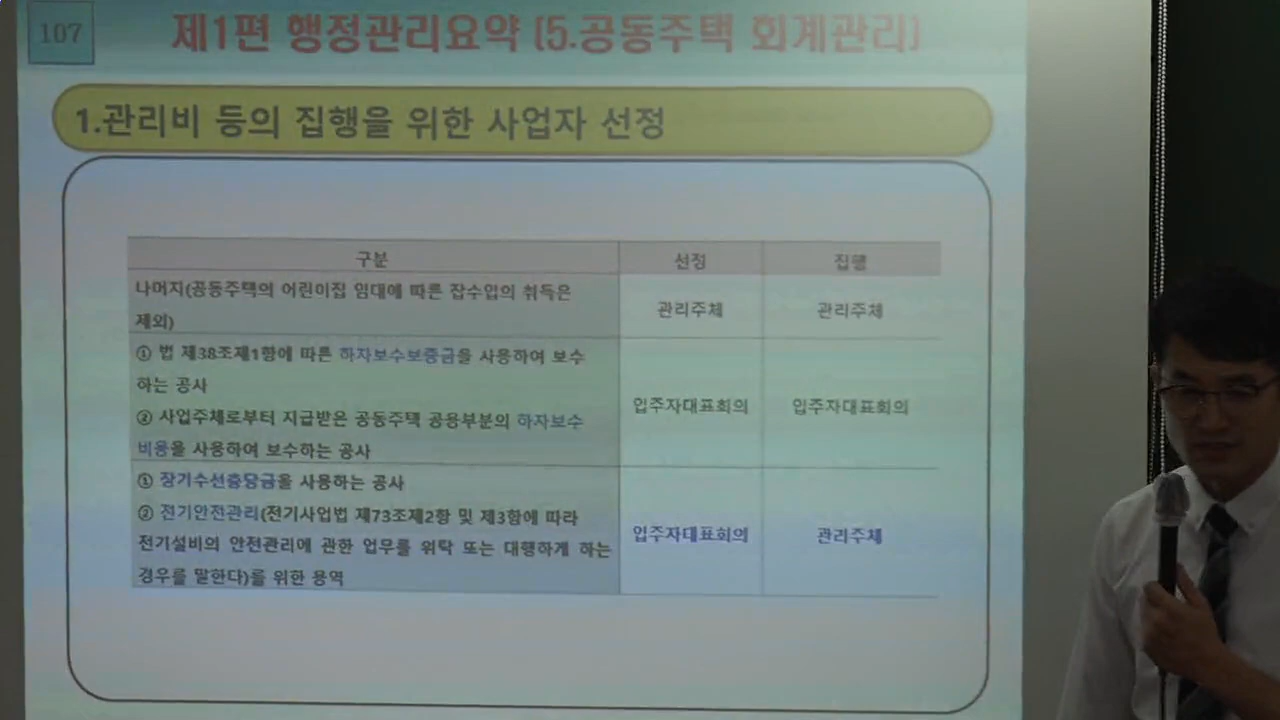 107
제1편 행정관리요약 (5.공동주택 회계관리)
1.관리비 등의 집행을 위한 사업자 선정
구분 선정 집행
나머지(공동주택의 어린이집 임대에 따른 잡수입의 취득은
제외)
관리주체 관리주체
① 법 제38조제1항에 따른 하자보수보증금을 사용하여 보수
하는 공사
② 사업주체로부터 지급받은 공동주택 공용부분의 하자보수
비용을 사용하여 보수하는 공사
입주자대표회의 입주자대표회의
① 장기수선충당금을 사용하는 공사
② 전기안전관리(전기사업법 제73조제2항 및 제3항에 따라
전기설비의 안전관리에 관한 업무를 위탁 또는 대행하게 하는
경우를 말한다)를 위한 용역
입주자대표회의 관리주체